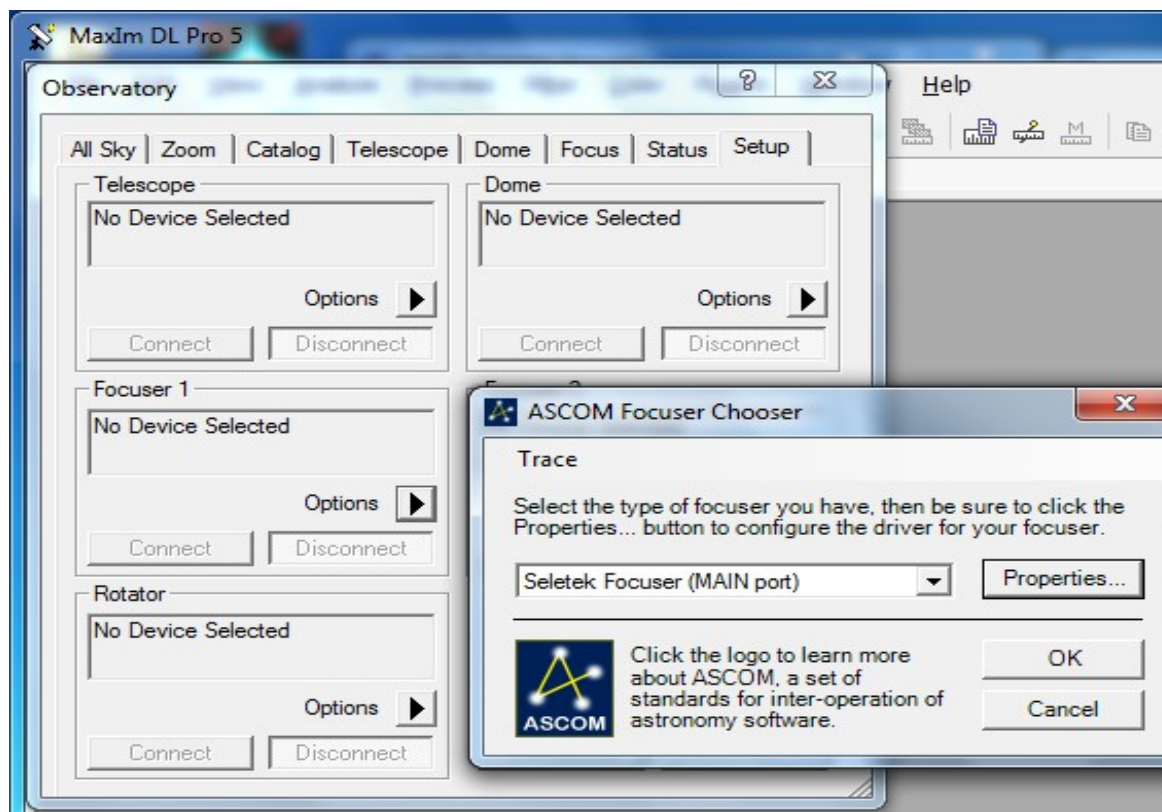 MaxIm DL Pro 5
Observatory
Help
All Sky
Zoom
Catalog
Telescope
Dome
Focus
Status
Setup
Telescope
No Device Selected
Options
Connect
Disconnect
Dome
No Device Selected
Options
Connect
Disconnect
Focuser 1
No Device Selected
Options
Connect
Disconnect
Rotator
No Device Selected
Options
Connect
Disconnect
ASCOM Focuser Chooser
Trace
Select the type of focuser you have, then be sure to click the
Properties... button to configure the driver for your focuser.
Seletek Focuser (MAIN port)
Properties...
ASCOM
Click the logo to learn more
about ASCOM, a set of
standards for inter-operation of
astronomy software.
OK
Cancel